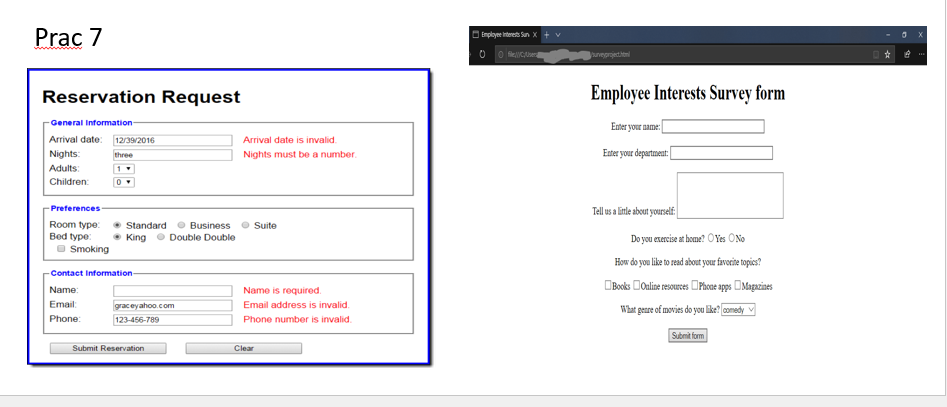 Prac 7
Reservation Request
General Information
Arrival date: 12/39/2016 Arrival date is invalid.
Nights: three Nights must be a number.
Adults: 1
Children: 0
Preferences
Room type: Standard Business Suite
Bed type: King Double Double
Smoking
Contact Information
Name: Name is required.
Email: graceyahoo.com Email address is invalid.
Phone: 123-456-789 Phone number is invalid.
Submit Reservation Clear
Employee Interests Sur X + v
file:///C:/Users /surveyproject.html
Employee Interests Survey form
Enter your name:
Enter your department:
Tell us a little about yourself:
Do you exercise at home? Yes No
How do you like to read about your favorite topics?
Books Online resources Phone apps Magazines
What genre of movies do you like? comedy
Submit form